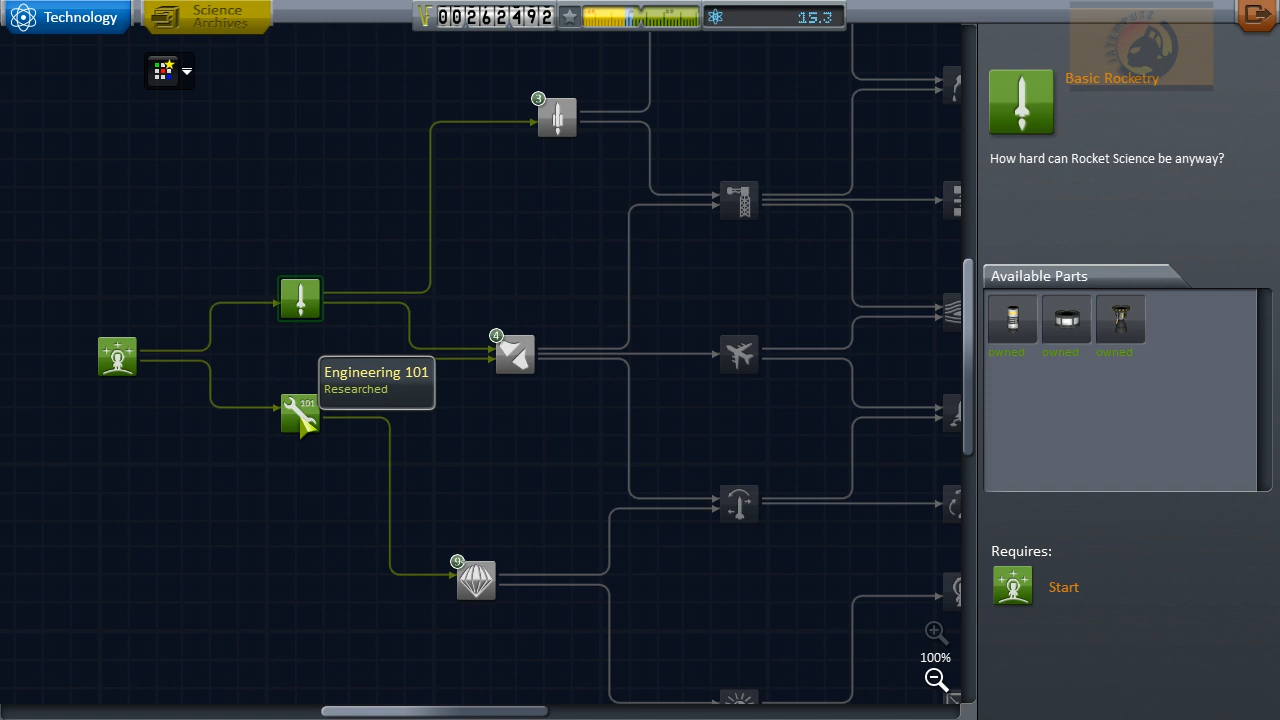 Technology
Science
Archives
00262492
15.3
3
Basic Rocketry
How hard can Rocket Science be anyway?
Available Parts
owned owned owned
4
Engineering 101
Researched
101
9
Requires:
Start
100%